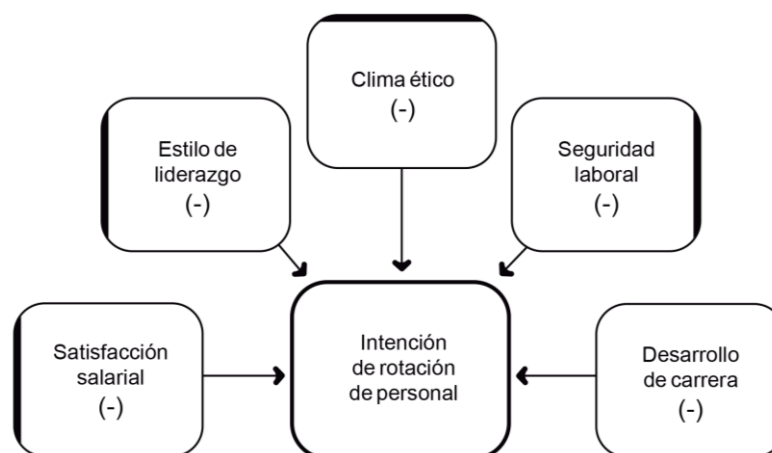 Clima ético
(-)
Estilo de
liderazgo
(-)
Seguridad
laboral
(-)
Satisfacción
salarial
(-)
Intención
de rotación
de personal
Desarrollo
de carrera
(-)